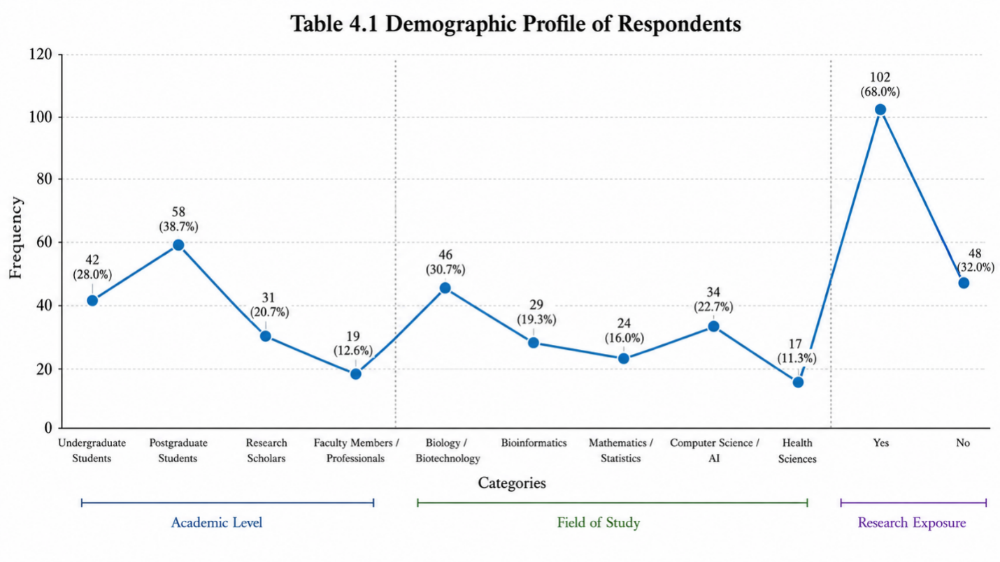 Table 4.1 Demographic Profile of Respondents
120
100
80
60
40
20
0
Frequency
42
(28.0%)
58
(38.7%)
31
(20.7%)
19
(12.6%)
46
(30.7%)
29
(19.3%)
24
(16.0%)
34
(22.7%)
17
(11.3%)
102
(68.0%)
48
(32.0%)
Undergraduate
Students
Postgraduate
Students
Research
Scholars
Faculty Members /
Professionals
Biology /
Biotechnology
Bioinformatics
Mathematics /
Statistics
Computer Science /
AI
Health
Sciences
Yes
No
Categories
Academic Level
Field of Study
Research Exposure